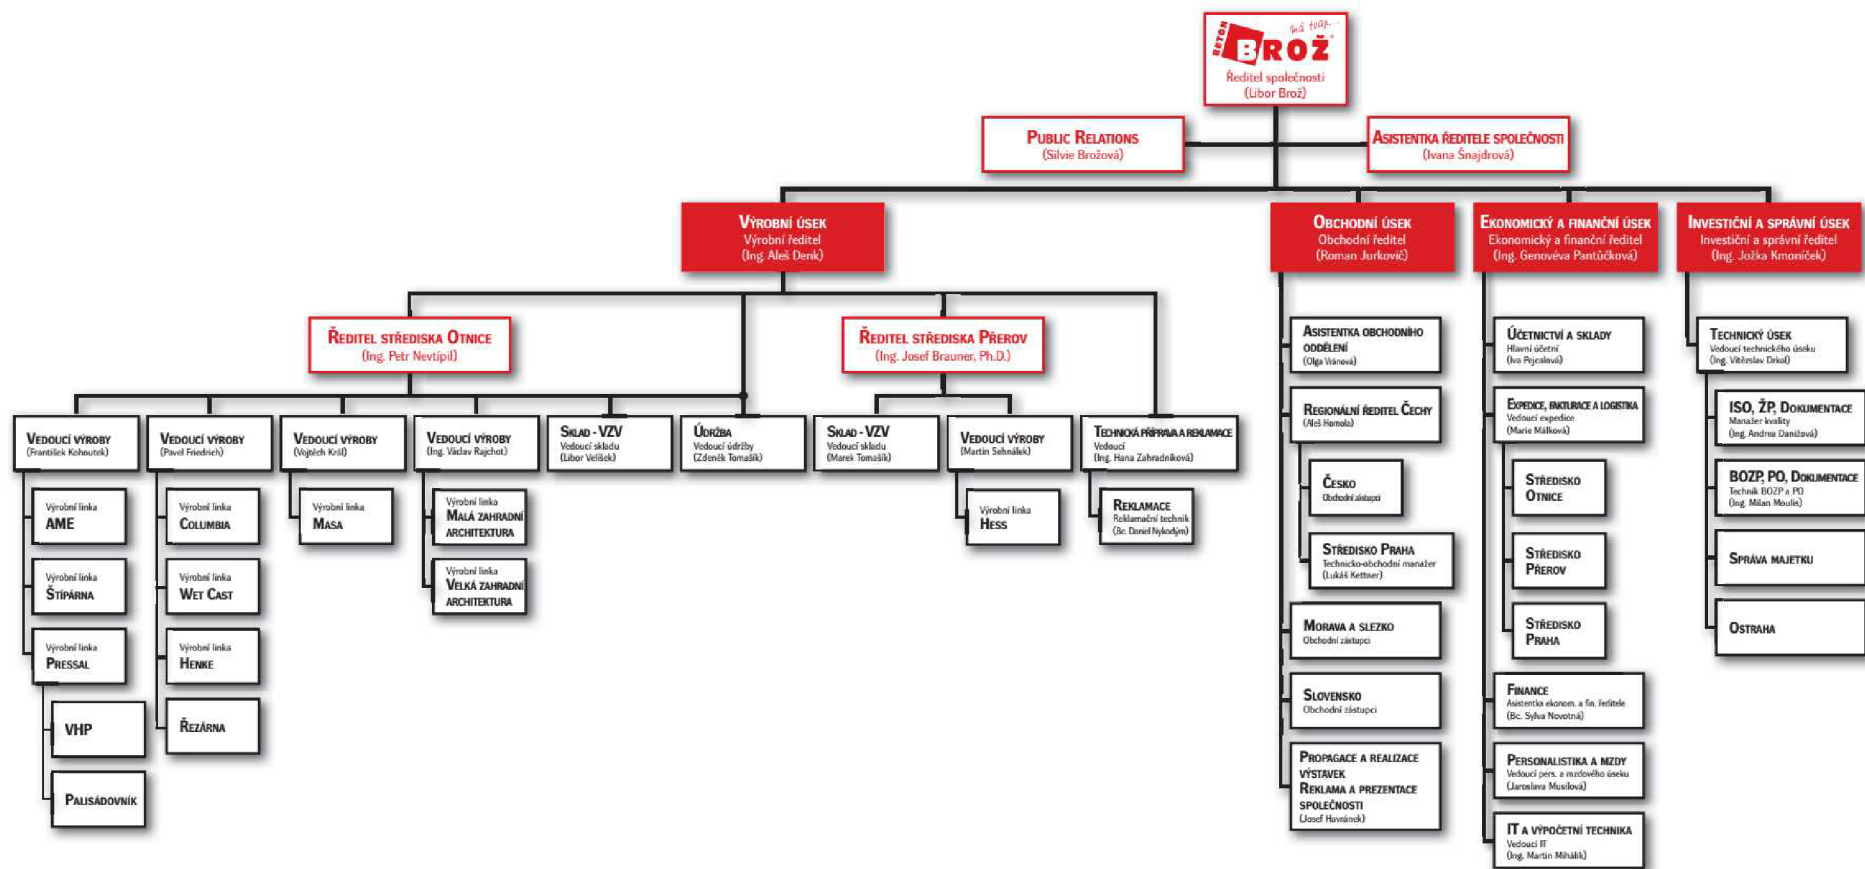 má tvar...
BETON
BROŽ
Ředitel společnosti
(Libor Brož)
PUBLIC RELATIONS
(Silvie Brožová)
ASISTENTKA ŘEDITELE SPOLEČNOSTI
(Ivana Šnajdrová)
VÝROBNÍ ÚSEK
Výrobní ředitel
(Ing. Aleš Denk)
OBCHODNÍ ÚSEK
Obchodní ředitel
(Roman Jurkovič)
EKONOMICKÝ A FINANČNÍ ÚSEK
Ekonomický a finanční ředitel
(Ing. Genovéva Pantůčková)
INVESTIČNÍ A SPRÁVNÍ ÚSEK
Investiční a správní ředitel
(Ing. Jožka Kmoníček)
ŘEDITEL STŘEDISKA OTNICE
(Ing. Petr Nevtípil)
ŘEDITEL STŘEDISKA PŘEROV
(Ing. Josef Brauner, Ph.D.)
VEDOUCÍ VÝROBY
(František Kohoutek)
VÝROBNÍ linka
AME
Výrobní linka
ŠTÍPÁRNA
Výrobní linka
PRESSAL
VHP
PALISÁDOVNÍK
VEDOUCÍ VÝROBY
(Pavel Friedrich)
Výrobní linka
COLUMBIA
Výrobní linka
WET CAST
Výrobní linka
HENKE
ŘEZÁRNA
VEDOUCÍ VÝROBY
(Vojtěch Král)
Výrobní linka
MASA
VEDOUCÍ VÝROBY
(Ing. Václav Rajchot)
Výrobní linka
MALÁ ZAHRADNÍ
ARCHITEKTURA
Výrobní linka
VELKÁ ZAHRADNÍ
ARCHITEKTURA
SKLAD - VZV
Vedoucí skladu
(Libor Velíšek)
ÚDRŽBA
Vedoucí údržby
(Zdeněk Tomašík)
SKLAD - VZV
Vedoucí skladu
(Marek Tomašík)
VEDOUCÍ VÝROBY
(Martin Sehnálek)
Výrobní linka
HESS
TECHNICKÁ PŘÍPRAVA A REKLAMACE
Vedoucí
(Ing. Hana Zahradníková)
REKLAMACE
Reklamační technik
(Bc. Daniel Nykodým)
ASISTENTKA OBCHODNÍHO
ODDĚLENÍ
(Olga Vránová)
REGIONÁLNÍ ŘEDITEL ČECHY
(Aleš Homola)
ČESKO
Obchodní zástupci
STŘEDISKO PRAHA
Technicko-obchodní manažer
(Lukáš Kettner)
MORAVA A SLEZKO
Obchodní zástupci
SLOVENSKO
Obchodní zástupci
PROPAGACE A REALIZACE
VÝSTAVEK
REKLAMA A PREZENTACE
SPOLEČNOSTI
(Josef Havránek)
ÚČETNICTVÍ A SKLADY
Hlavní účetní
(Iva Pejcalová)
EXPEDICE, FAKTURACE A LOGISTIKA
Vedoucí expedice
(Marie Málková)
STŘEDISKO
OTNICE
STŘEDISKO
PŘEROV
STŘEDISKO
PRAHA
FINANCE
Asistentka ekonom. a fin. ředitele
(Bc. Sylva Novotná)
PERSONALISTIKA A MZDY
Vedoucí pers. a mzdového úseku
(Jaroslava Musilová)
IT A VÝPOČETNÍ TECHNIKA
Vedoucí IT
(Ing. Martin Mihálik)
TECHNICKÝ ÚSEK
Vedoucí technického úseku
(Ing. Vítězslav Drkal)
ISO, ŽP, DOKUMENTACE
Manažer kvality
(Ing. Andrea Danížová)
BOZP, PO, DOKUMENTACE
Technik BOZP a PO
(Ing. Milan Moulis)
SPRÁVA MAJETKU
OSTRAHA